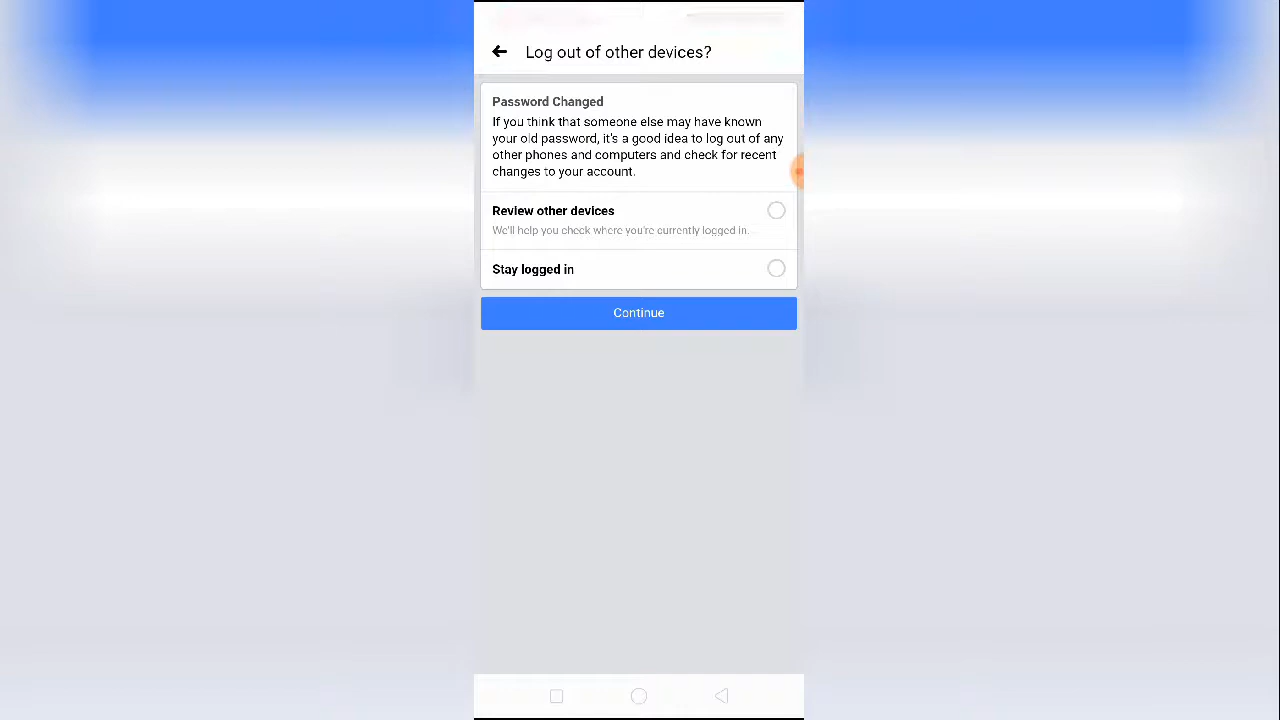 Log out of other devices?
Password Changed
If you think that someone else may have known
your old password, it's a good idea to log out of any
other phones and computers and check for recent
changes to your account.
Review other devices
We'll help you check where you're currently logged in.
Stay logged in
Continue